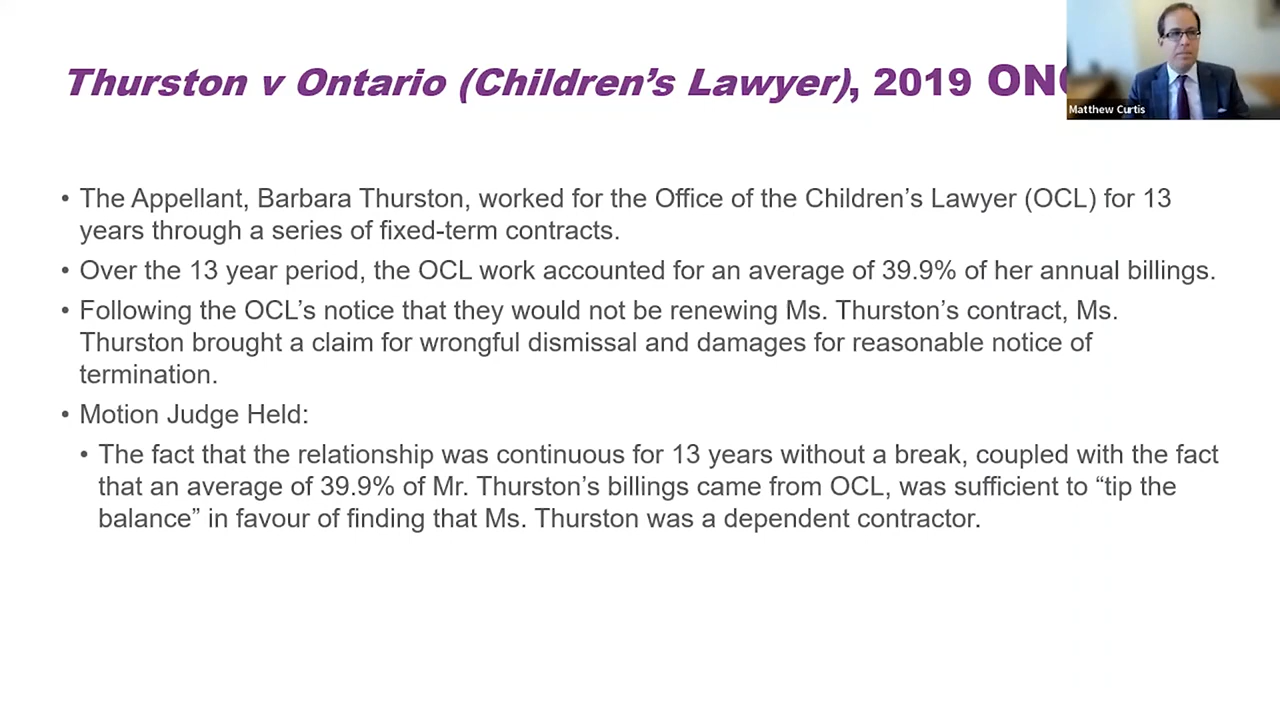 Thurston v Ontario (Children’s Lawyer), 2019
Matthew Curtis
• The Appellant, Barbara Thurston, worked for the Office of the Children’s Lawyer (OCL) for 13
years through a series of fixed-term contracts.
• Over the 13 year period, the OCL work accounted for an average of 39.9% of her annual billings.
• Following the OCL’s notice that they would not be renewing Ms. Thurston’s contract, Ms.
Thurston brought a claim for wrongful dismissal and damages for reasonable notice of
termination.
• Motion Judge Held:
• The fact that the relationship was continuous for 13 years without a break, coupled with the fact
that an average of 39.9% of Mr. Thurston’s billings came from OCL, was sufficient to “tip the
balance” in favour of finding that Ms. Thurston was a dependent contractor.